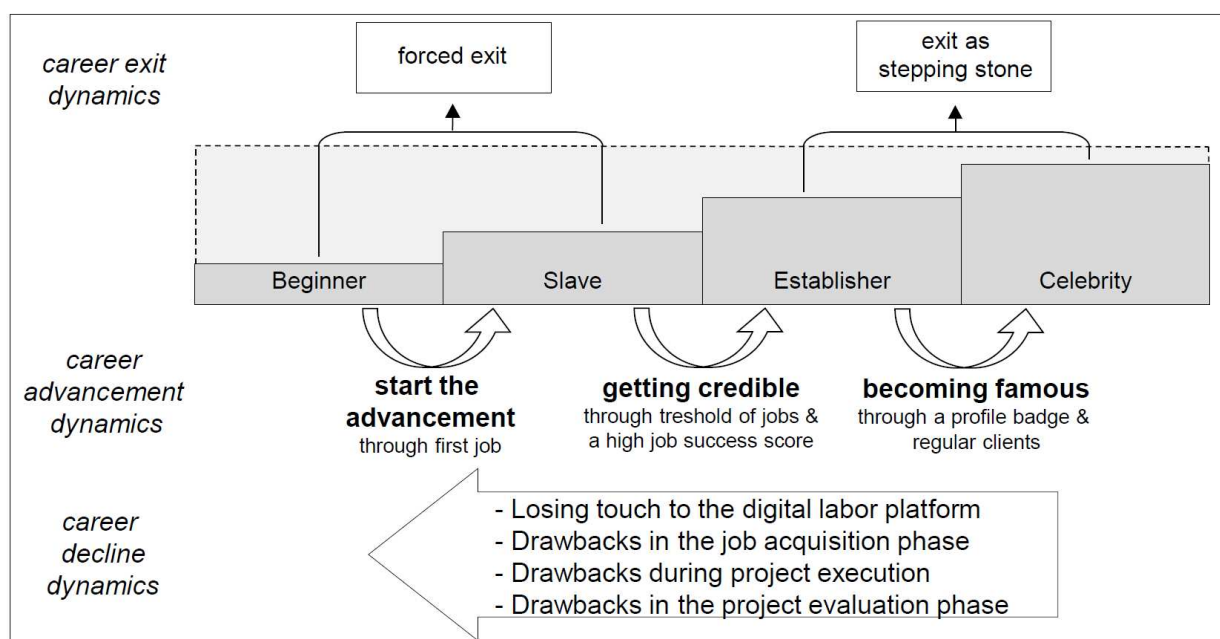 career exit
dynamics
forced exit
exit as
stepping stone
Beginner
Slave
Establisher
Celebrity
career
advancement
dynamics
start the
advancement
through first job
getting credible
through treshold of jobs &
a high job success score
becoming famous
through a profile badge &
regular clients
career
decline
dynamics
- Losing touch to the digital labor platform
- Drawbacks in the job acquisition phase
- Drawbacks during project execution
- Drawbacks in the project evaluation phase